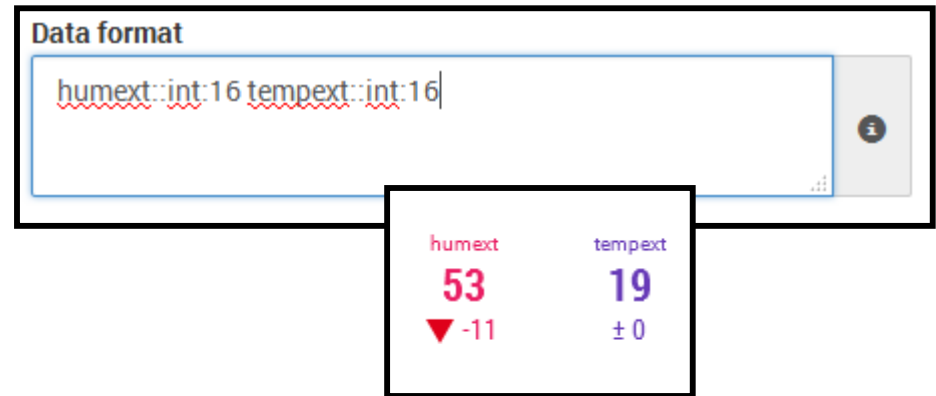 Data format
humext::int:16 tempext::int:16
humext tempext
53 19
▼ -11 ± 0